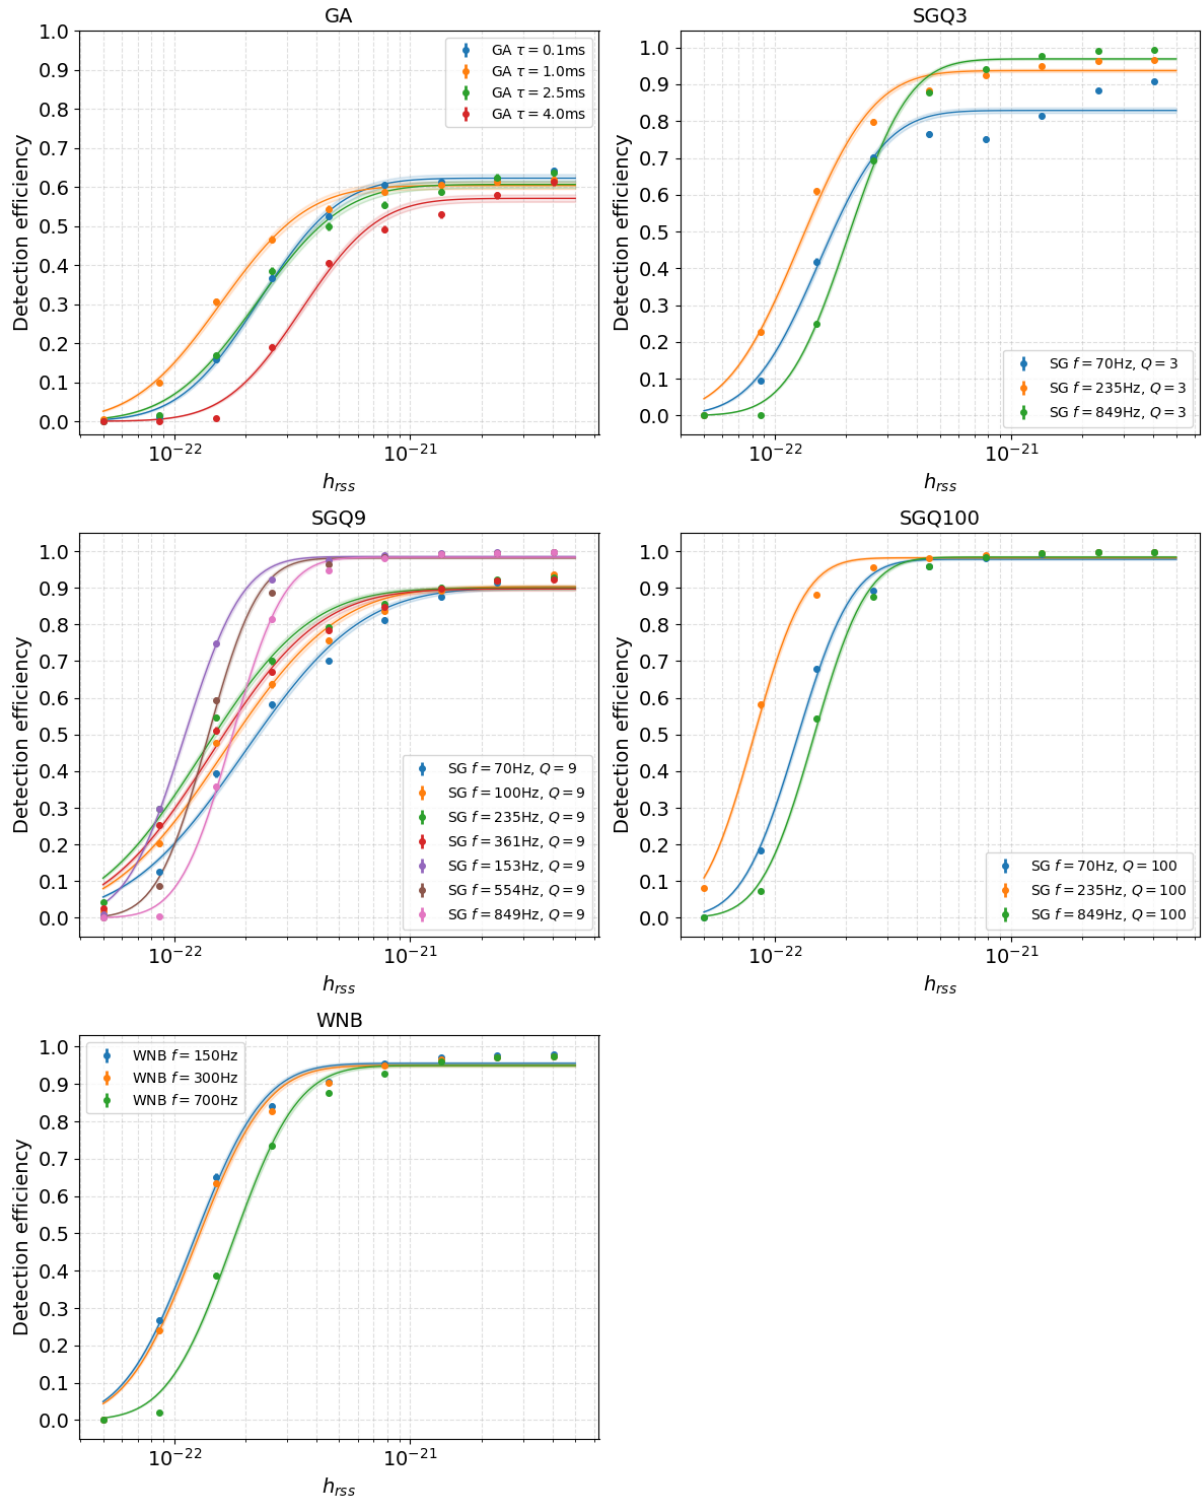 GA
Detection efficiency
1.0
0.9
0.8
0.7
0.6
0.5
0.4
0.3
0.2
0.1
0.0
GA τ = 0.1ms
GA τ = 1.0ms
GA τ = 2.5ms
GA τ = 4.0ms
10⁻²² 10⁻²¹
h_rss
SGQ3
Detection efficiency
1.0
0.9
0.8
0.7
0.6
0.5
0.4
0.3
0.2
0.1
0.0
SG f = 70Hz, Q = 3
SG f = 235Hz, Q = 3
SG f = 849Hz, Q = 3
10⁻²² 10⁻²¹
h_rss
SGQ9
Detection efficiency
1.0
0.9
0.8
0.7
0.6
0.5
0.4
0.3
0.2
0.1
0.0
SG f = 70Hz, Q = 9
SG f = 100Hz, Q = 9
SG f = 235Hz, Q = 9
SG f = 361Hz, Q = 9
SG f = 153Hz, Q = 9
SG f = 554Hz, Q = 9
SG f = 849Hz, Q = 9
10⁻²² 10⁻²¹
h_rss
SGQ100
Detection efficiency
1.0
0.9
0.8
0.7
0.6
0.5
0.4
0.3
0.2
0.1
0.0
SG f = 70Hz, Q = 100
SG f = 235Hz, Q = 100
SG f = 849Hz, Q = 100
10⁻²² 10⁻²¹
h_rss
WNB
Detection efficiency
1.0
0.9
0.8
0.7
0.6
0.5
0.4
0.3
0.2
0.1
0.0
WNB f = 150Hz
WNB f = 300Hz
WNB f = 700Hz
10⁻²² 10⁻²¹
h_rss